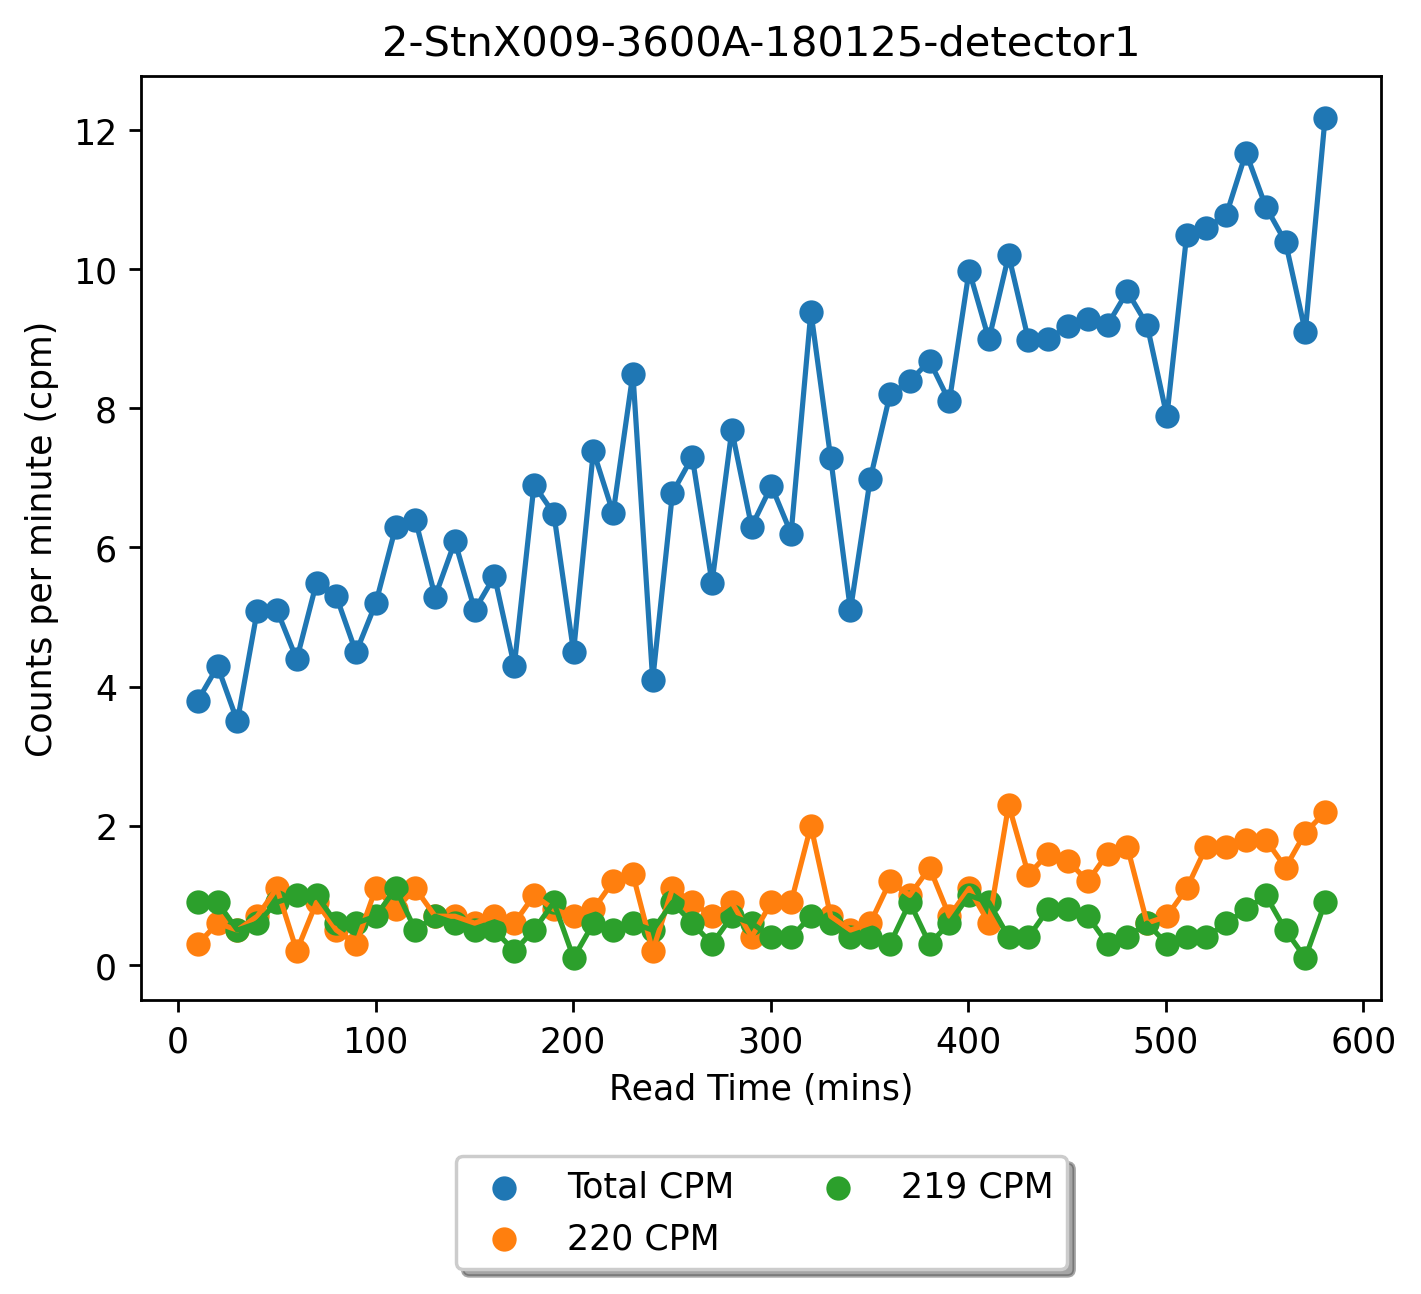 2-StnX009-3600A-180125-detector1
12
10
8
6
4
2
0
Counts per minute (cpm)
0 100 200 300 400 500 600
Read Time (mins)
Total CPM 219 CPM
220 CPM